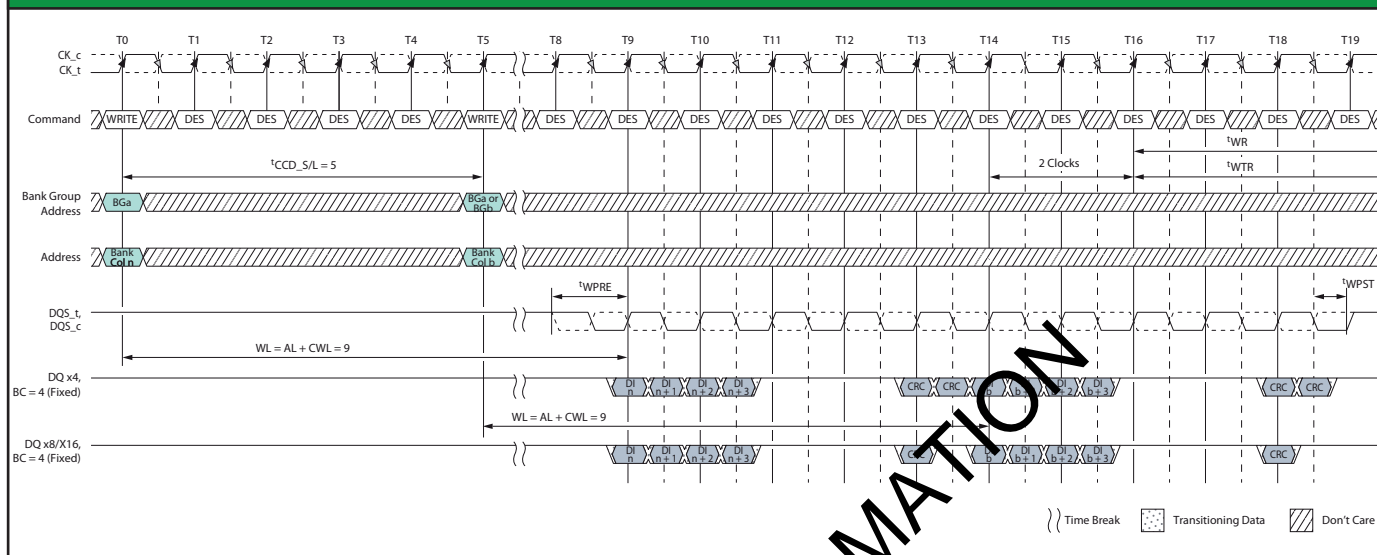 T0 T1 T2 T3 T4 T5 T8 T9 T10 T11 T12 T13 T14 T15 T16 T17 T18 T19
CK_c
CK_t
Command WRITE DES DES DES DES WRITE DES DES DES DES DES DES DES DES DES DES DES DES
tWR
tCCD_S/L = 5 2 Clocks tWTR
Bank Group
Address
BGa
BGa or
BGb
Address
Bank
Col n
Bank
Col b
tWPRE tWPST
DQS_t,
DQS_c
WL = AL + CWL = 9
DQ x4,
BC = 4 (Fixed)
DI
n
DI
n + 1
DI
n + 2
DI
n + 3
CRC CRC
DI
b
DI
b + 1
DI
b + 2
DI
b + 3
CRC CRC
WL = AL + CWL = 9
DQ x8/X16,
BC = 4 (Fixed)
DI
n
DI
n + 1
DI
n + 2
DI
n + 3
CRC
DI
b
DI
b + 1
DI
b + 2
DI
b + 3
CRC
MATION
Time Break Transitioning Data Don't Care